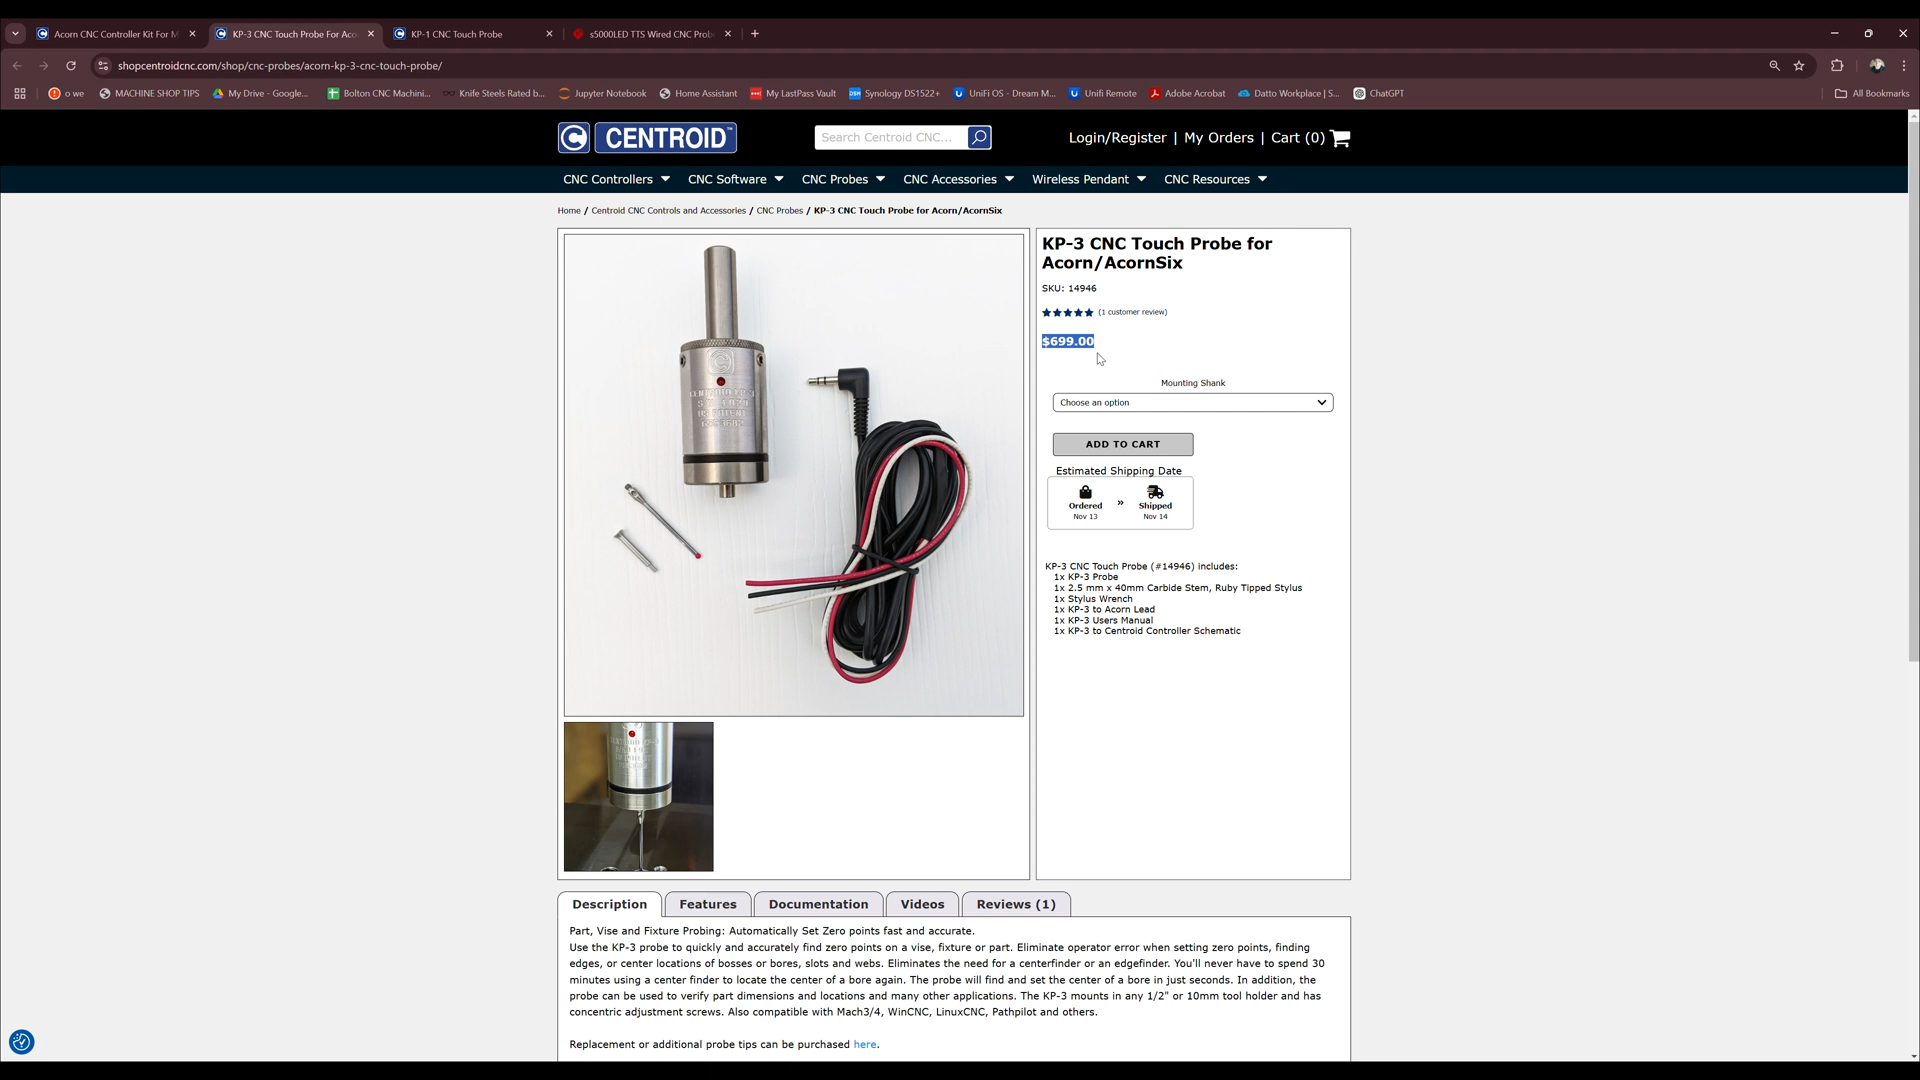 Acorn CNC Controller Kit For M
KP-3 CNC Touch Probe For Aco
KP-1 CNC Touch Probe
s5000LED TTS Wired CNC Prob
shopcentroidcnc.com/shop/cnc-probes/acorn-kp-3-cnc-touch-probe/
o we
MACHINE SHOP TIPS
My Drive - Google...
Bolton CNC Machini...
Knife Steels Rated b...
Jupyter Notebook
Home Assistant
My LastPass Vault
Synology DS1522+
UniFi OS - Dream M...
Unifi Remote
Adobe Acrobat
Datto Workplace | S...
ChatGPT
All Bookmarks
CENTROID™
Search Centroid CNC...
Login/Register | My Orders | Cart (0)
CNC Controllers
CNC Software
CNC Probes
CNC Accessories
Wireless Pendant
CNC Resources
Home / Centroid CNC Controls and Accessories / CNC Probes / KP-3 CNC Touch Probe for Acorn/AcornSix
KP-3 CNC Touch Probe for
Acorn/AcornSix
SKU: 14946
(1 customer review)
$699.00
Mounting Shank
Choose an option
ADD TO CART
Estimated Shipping Date
Ordered » Shipped
Nov 13 Nov 14
KP-3 CNC Touch Probe (#14946) includes:
1x KP-3 Probe
1x 2.5 mm x 40mm Carbide Stem, Ruby Tipped Stylus
1x Stylus Wrench
1x KP-3 to Acorn Lead
1x KP-3 Users Manual
1x KP-3 to Centroid Controller Schematic
Description
Features
Documentation
Videos
Reviews (1)
Part, Vise and Fixture Probing: Automatically Set Zero points fast and accurate.
Use the KP-3 probe to quickly and accurately find zero points on a vise, fixture or part. Eliminate operator error when setting zero points, finding
edges, or center locations of bosses or bores, slots and webs. Eliminates the need for a centerfinder or an edgefinder. You'll never have to spend 30
minutes using a center finder to locate the center of a bore again. The probe will find and set the center of a bore in just seconds. In addition, the
probe can be used to verify part dimensions and locations and many other applications. The KP-3 mounts in any 1/2" or 10mm tool holder and has
concentric adjustment screws. Also compatible with Mach3/4, WinCNC, LinuxCNC, Pathpilot and others.
Replacement or additional probe tips can be purchased here.